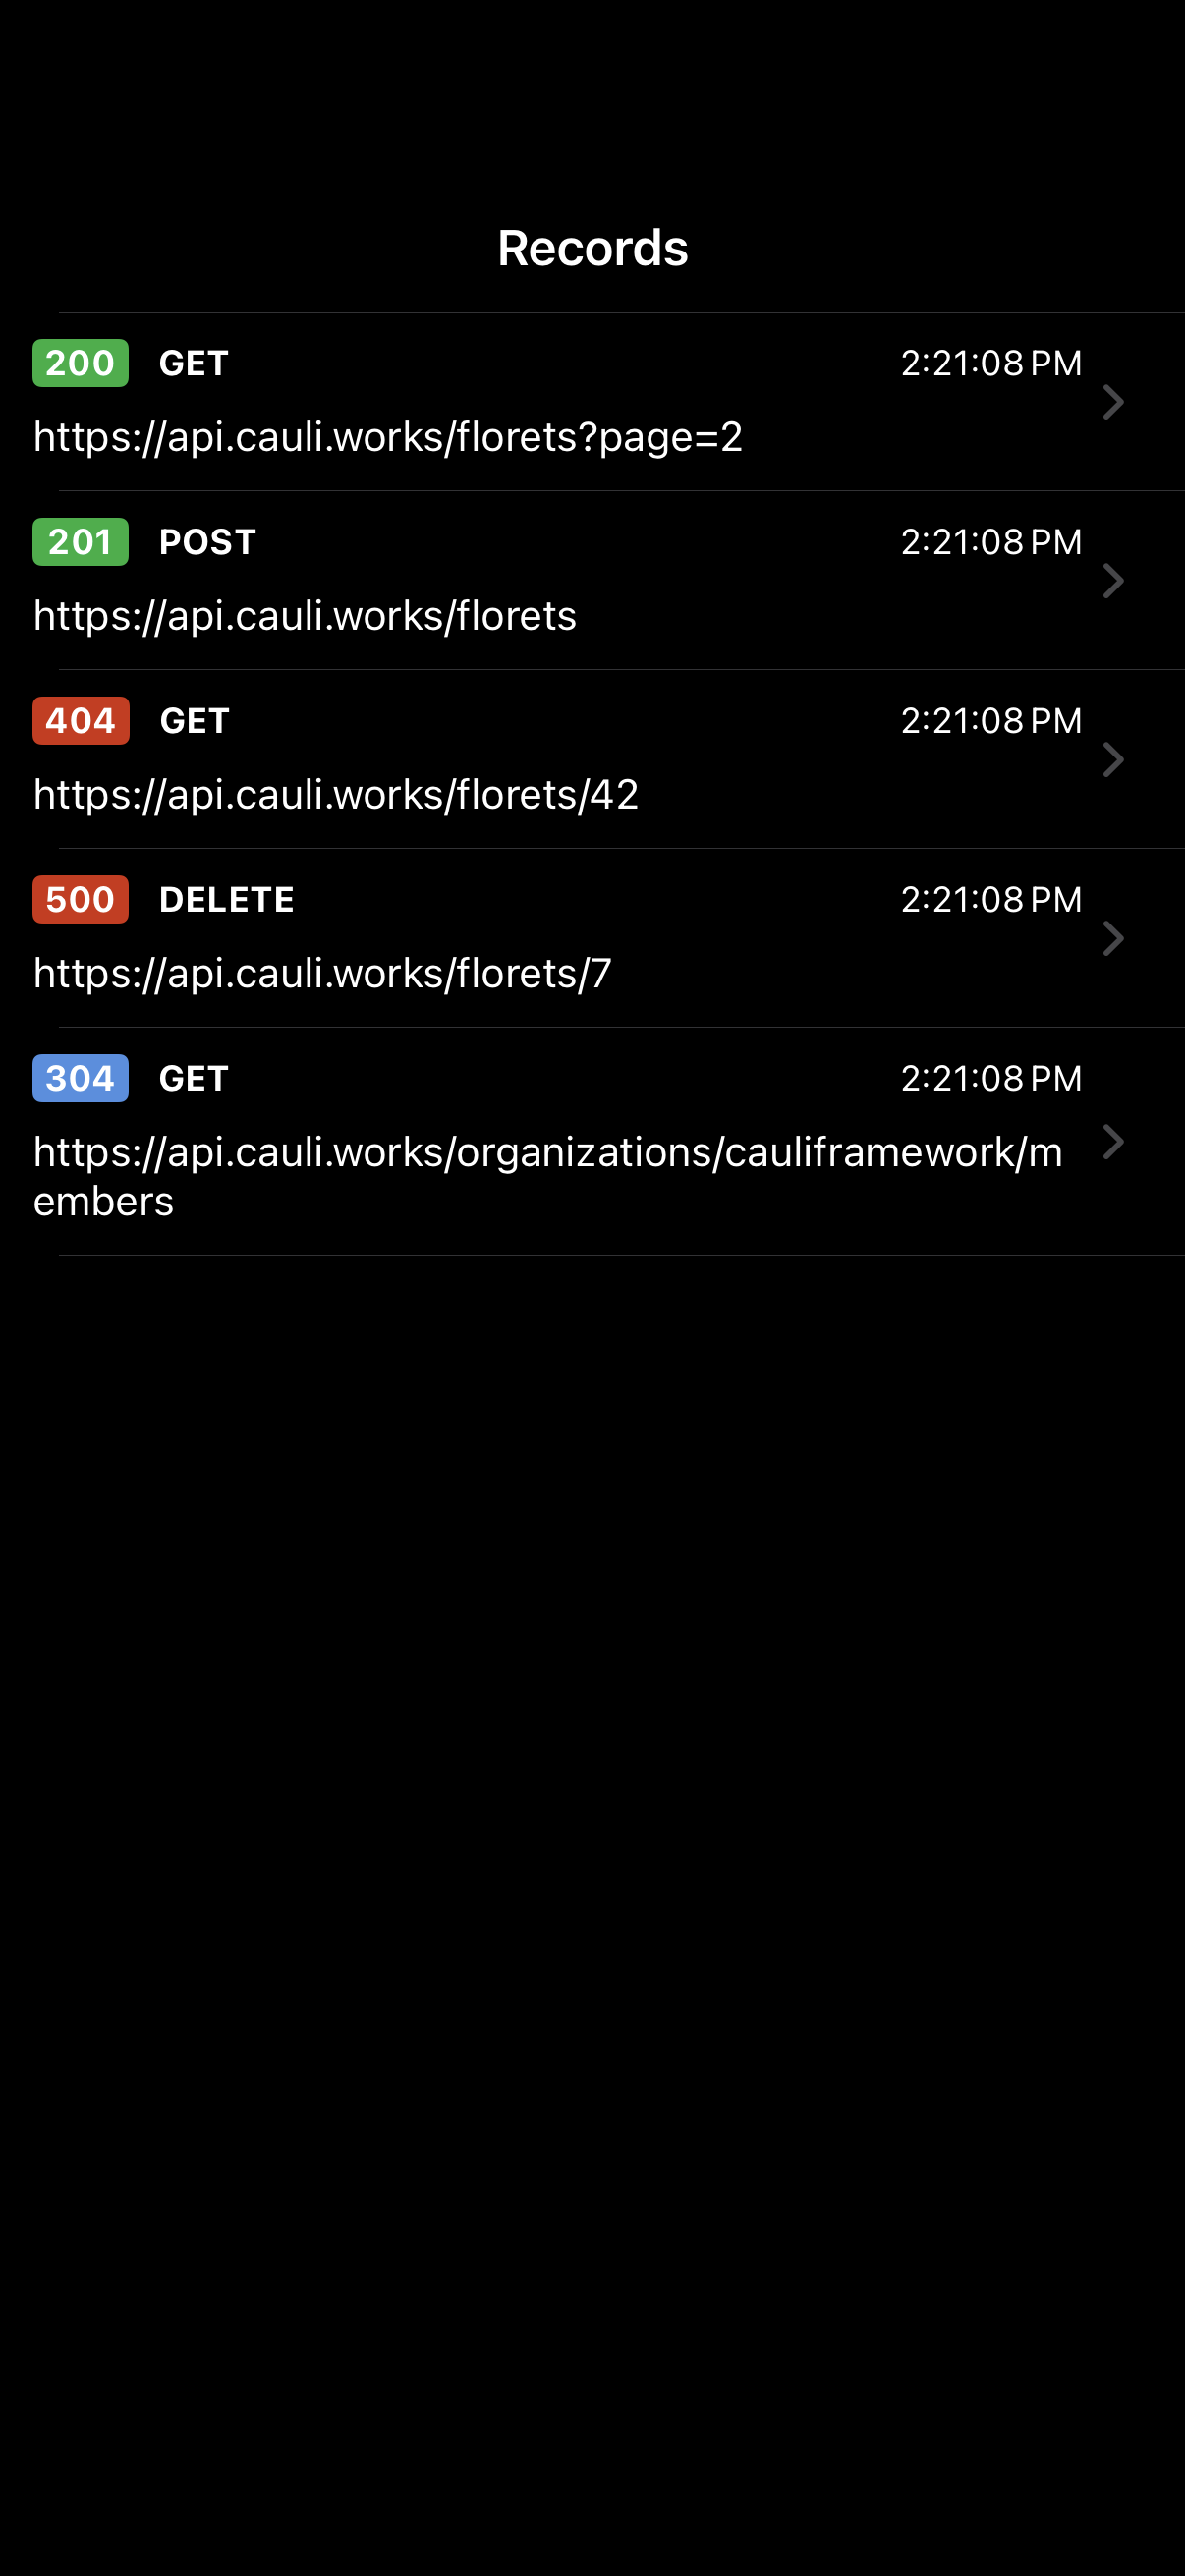 Records
200 GET 2:21:08 PM
https://api.cauli.works/florets?page=2
201 POST 2:21:08 PM
https://api.cauli.works/florets
404 GET 2:21:08 PM
https://api.cauli.works/florets/42
500 DELETE 2:21:08 PM
https://api.cauli.works/florets/7
304 GET 2:21:08 PM
https://api.cauli.works/organizations/cauliframework/m
embers